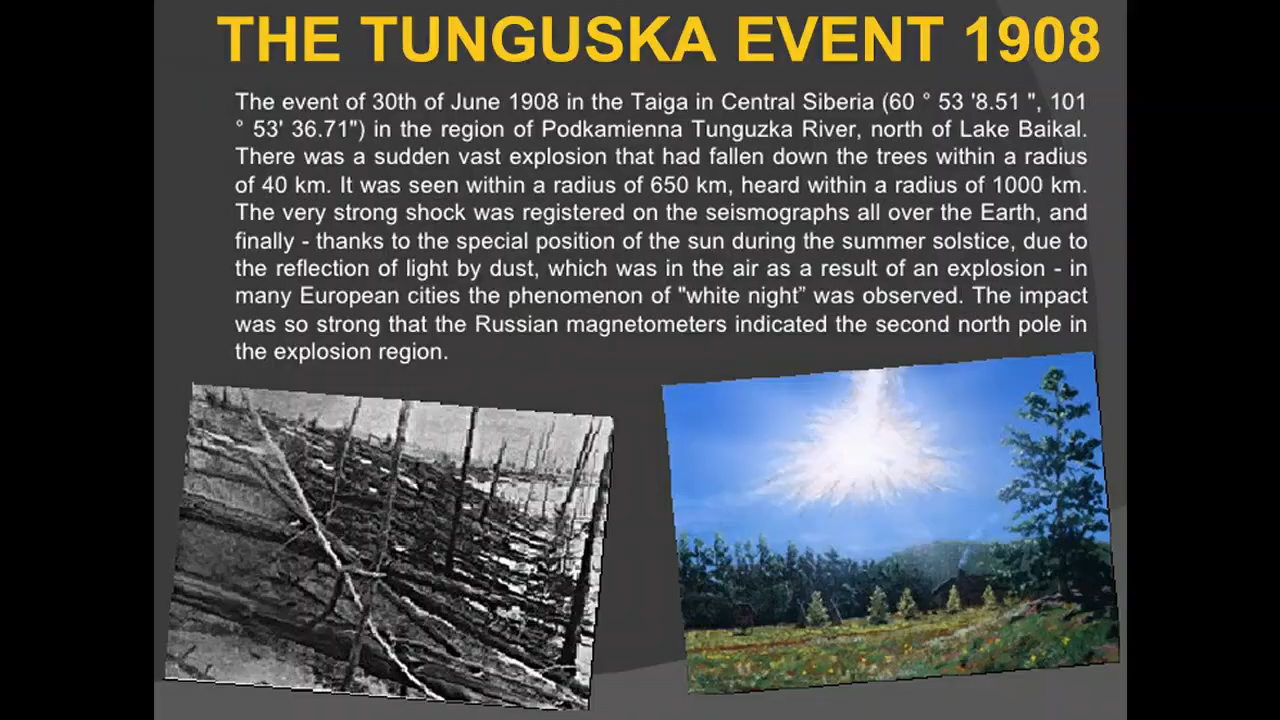 THE TUNGUSKA EVENT 1908
The event of 30th of June 1908 in the Taiga in Central Siberia (60 ° 53 '8.51 ", 101
° 53' 36.71") in the region of Podkamienna Tunguzka River, north of Lake Baikal.
There was a sudden vast explosion that had fallen down the trees within a radius
of 40 km. It was seen within a radius of 650 km, heard within a radius of 1000 km.
The very strong shock was registered on the seismographs all over the Earth, and
finally - thanks to the special position of the sun during the summer solstice, due to
the reflection of light by dust, which was in the air as a result of an explosion - in
many European cities the phenomenon of "white night” was observed. The impact
was so strong that the Russian magnetometers indicated the second north pole in
the explosion region.